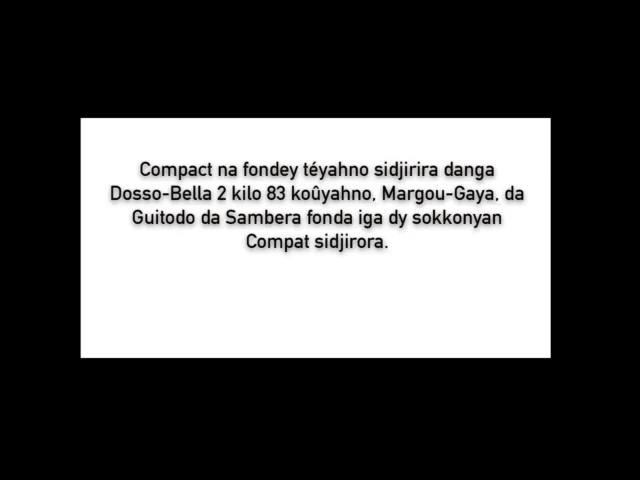 Compact na fondey téyahno sidjirira danga
Dosso-Bella 2 kilo 83 koûyahno, Margou-Gaya, da
Guitodo da Sambera fonda iga dy sokkonyan
Compat sidjirora.